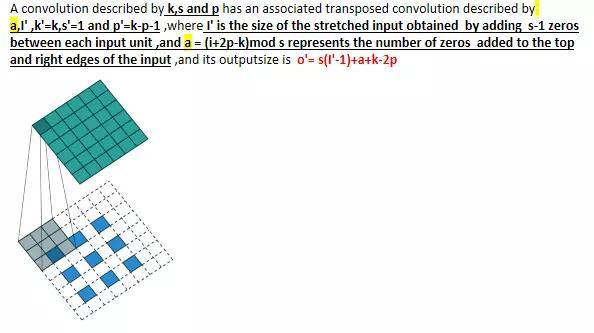 A convolution described by k,s and p has an associated transposed convolution described by
a,I' ,k'=k,s'=1 and p'=k-p-1 ,where I' is the size of the stretched input obtained by adding s-1 zeros
between each input unit ,and a = (i+2p-k)mod s represents the number of zeros added to the top
and right edges of the input ,and its outputsize is o'= s(I'-1)+a+k-2p